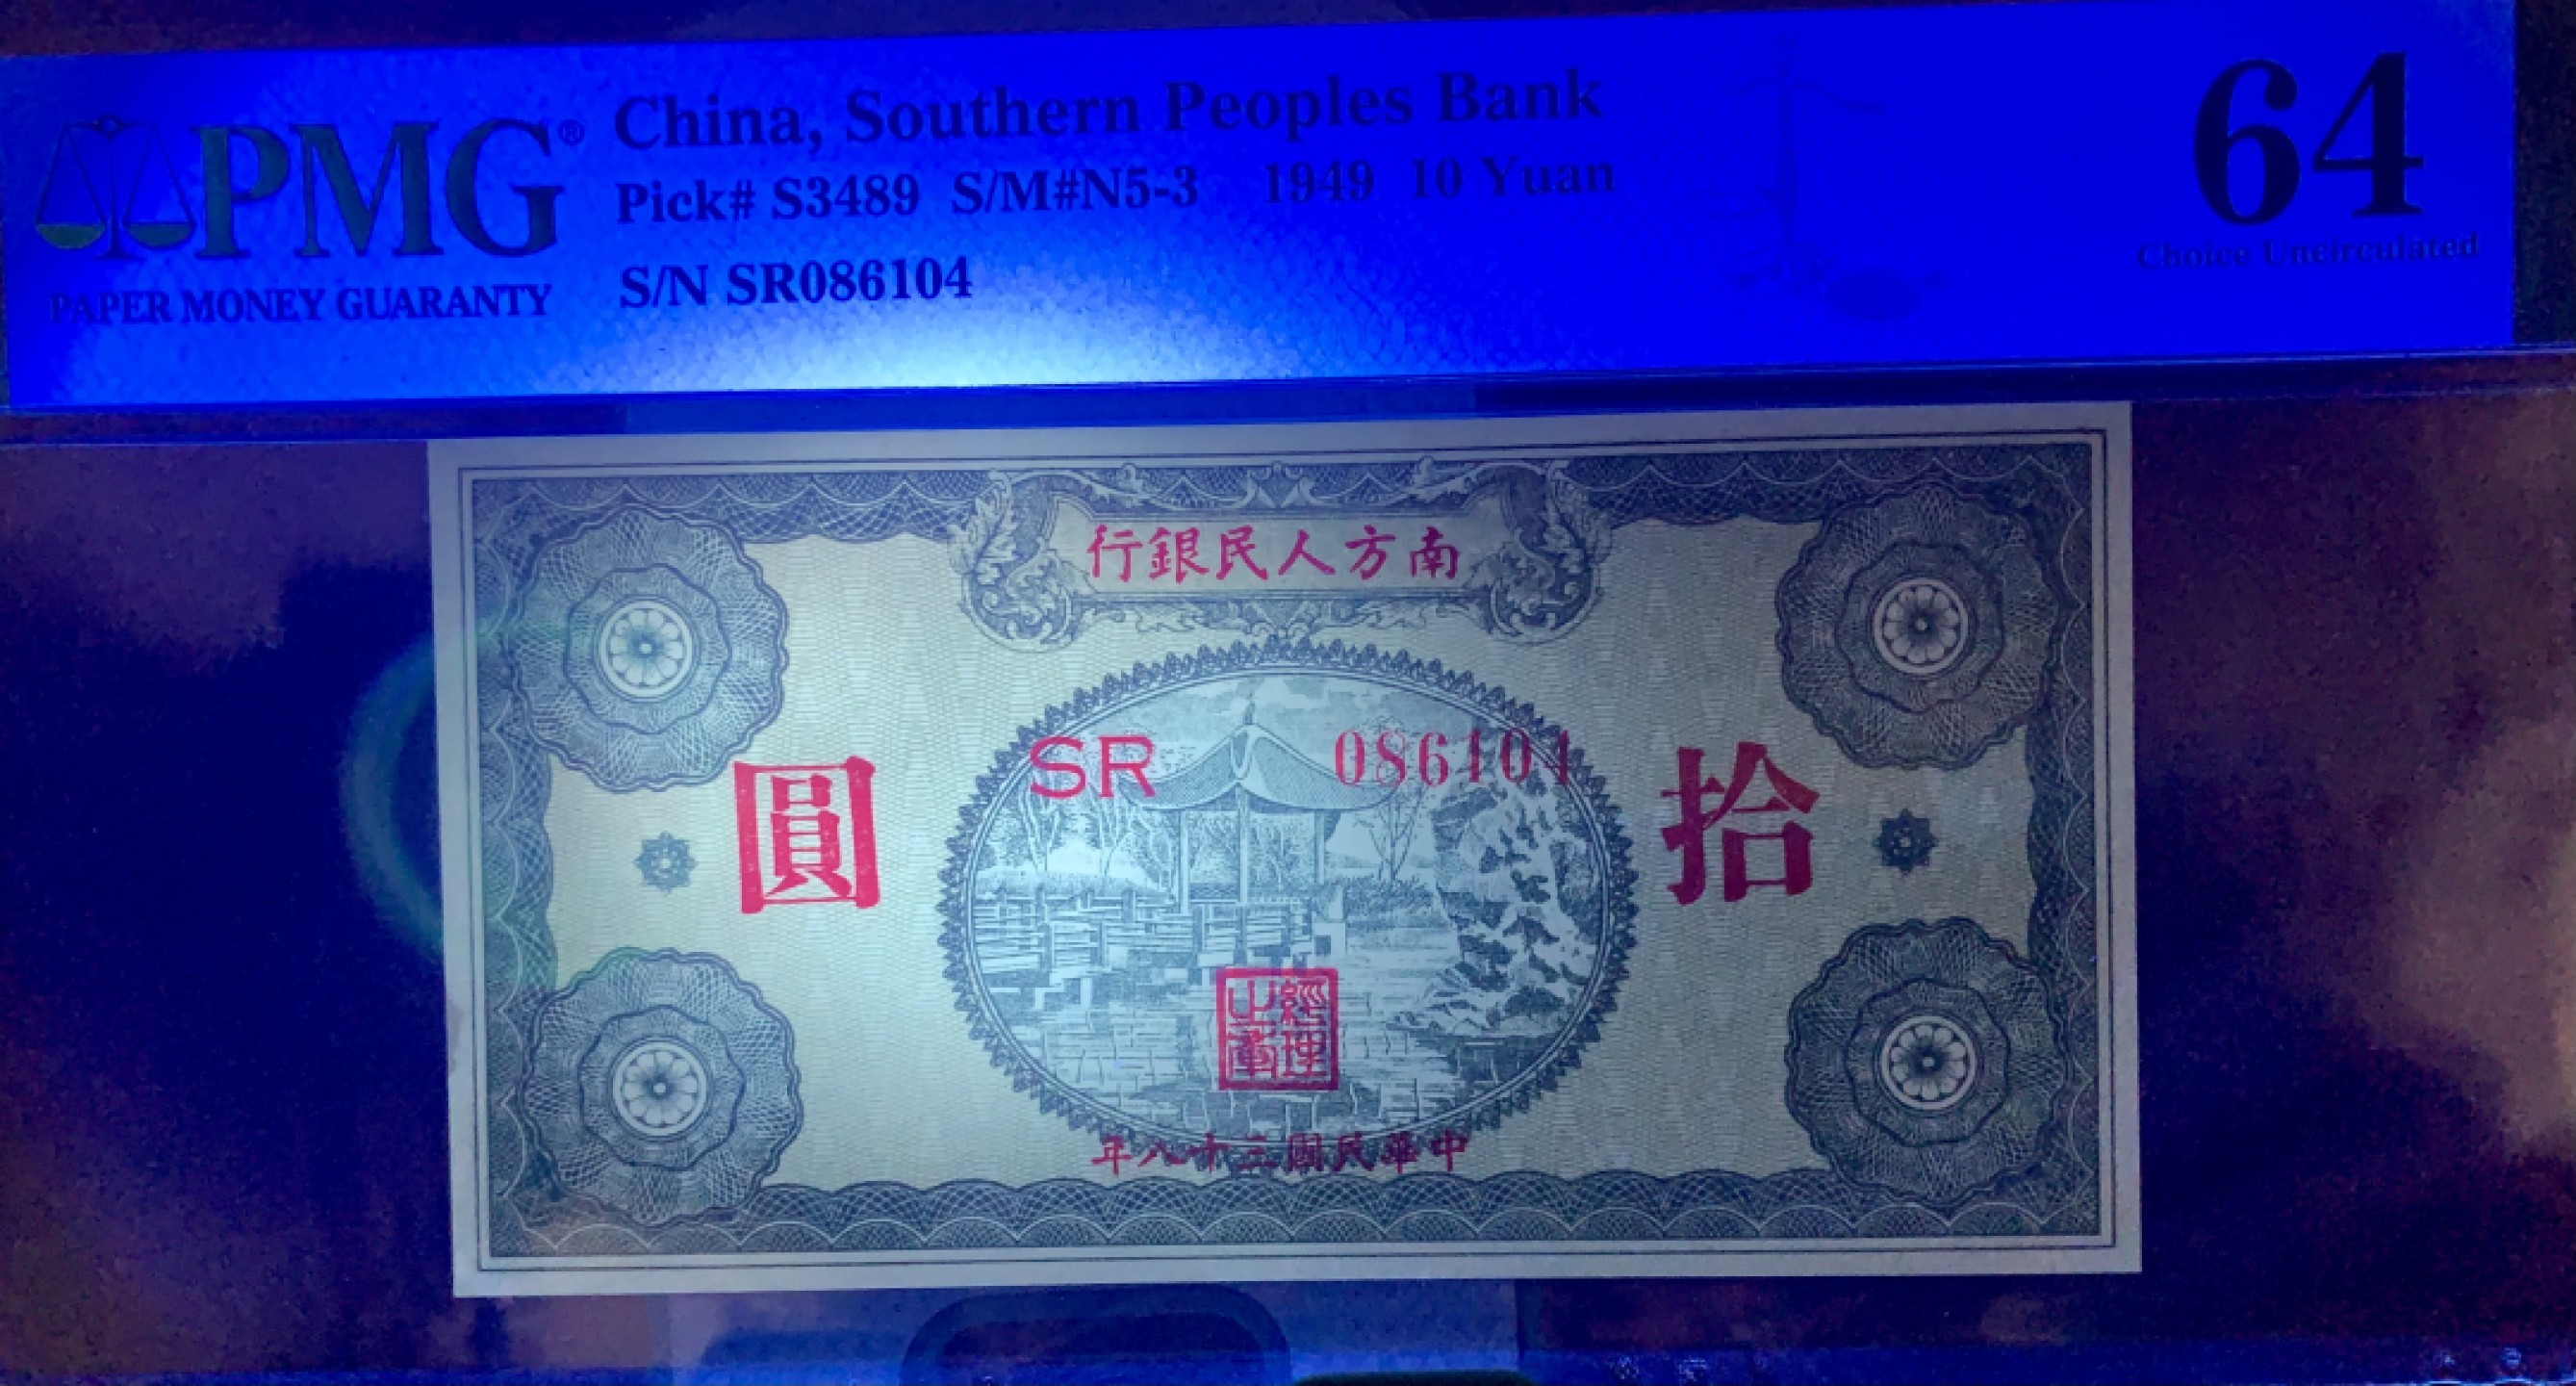 PMG®
PAPER MONEY GUARANTY
China, Southern Peoples Bank
Pick# S3489 S/M#N5-3 1949 10 Yuan
S/N SR086104
64
Choice Uncirculated
南方人民銀行
SR 086104
拾圓
經理之章
中華民國三十八年